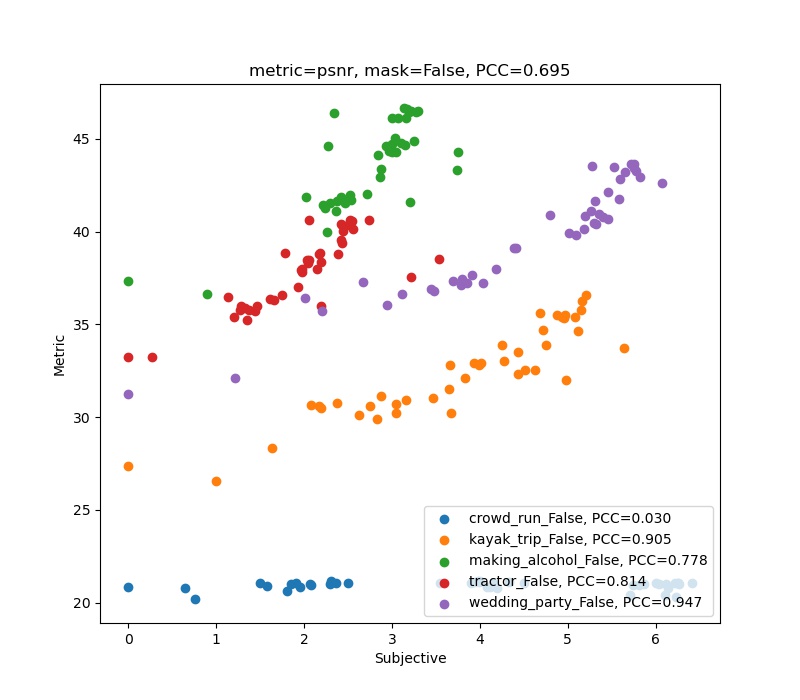 metric=psnr, mask=False, PCC=0.695
Metric
45
40
35
30
25
20
crowd_run_False, PCC=0.030
kayak_trip_False, PCC=0.905
making_alcohol_False, PCC=0.778
tractor_False, PCC=0.814
wedding_party_False, PCC=0.947
0 1 2 3 4 5 6
Subjective